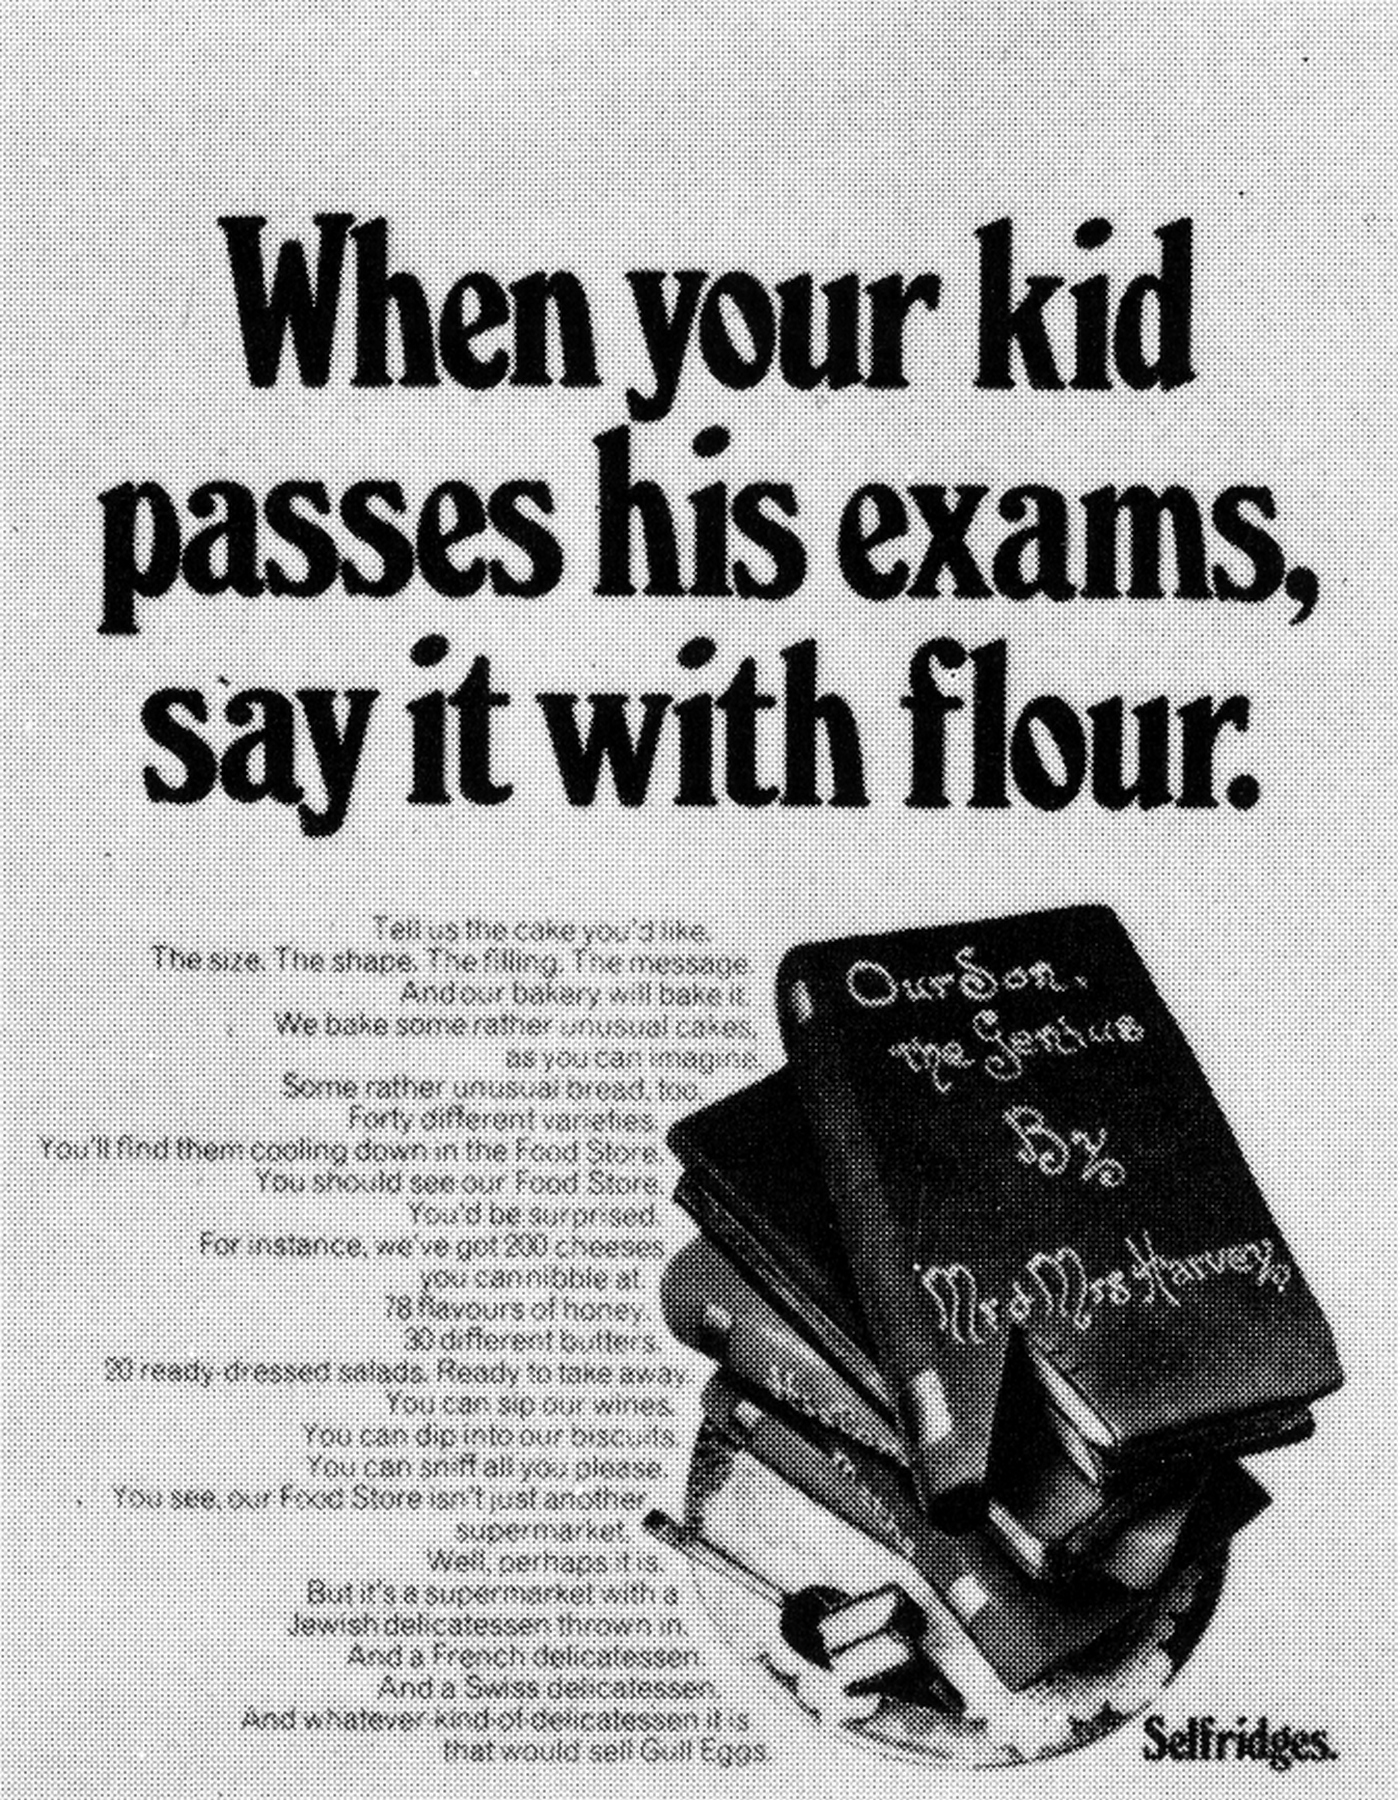 When your kid
passes his exams,
say it with flour.
Tell us the cake you'd like.
The size. The shape. The filling. The message.
And our bakery will bake it.
We bake some rather unusual cakes,
as you can imagine.
Some rather unusual bread, too.
Forty different varieties.
You'll find them cooling down in the Food Store.
You should see our Food Store.
You'd be surprised.
For instance, we've got 200 cheeses
you can nibble at.
78 flavours of honey.
30 different butters.
20 ready-dressed salads. Ready to take away.
You can sip our wines.
You can dip into our biscuits.
You can sniff all you please.
You see, our Food Store isn't just another
supermarket.
Well, perhaps it is.
But it's a supermarket with a
Jewish delicatessen thrown in.
And a French delicatessen.
And a Swiss delicatessen.
And whatever-kind-of-delicatessen it is
that would sell Gull Eggs.
Our Son.
the Genius
By
Mr & Mrs Harvey.
Selfridges.